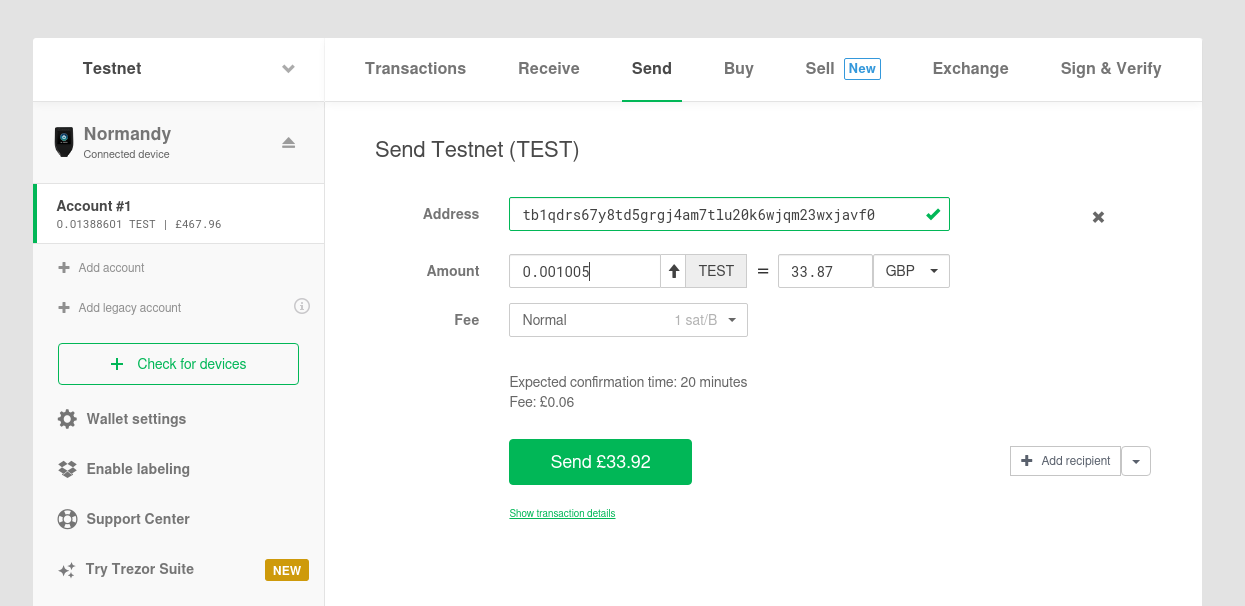 Testnet
Transactions Receive Send Buy Sell New Exchange Sign & Verify
Normandy
Connected device
Account #1
0.01388601 TEST | £467.96
Add account
Add legacy account
Check for devices
Wallet settings
Enable labeling
Support Center
Try Trezor Suite NEW
Send Testnet (TEST)
Address tb1qdrs67y8td5grgj4am7tlu20k6wjqm23wxjavf0
Amount 0.001005 TEST = 33.87 GBP
Fee Normal 1 sat/B
Expected confirmation time: 20 minutes
Fee: £0.06
Send £33.92
Add recipient
Show transaction details